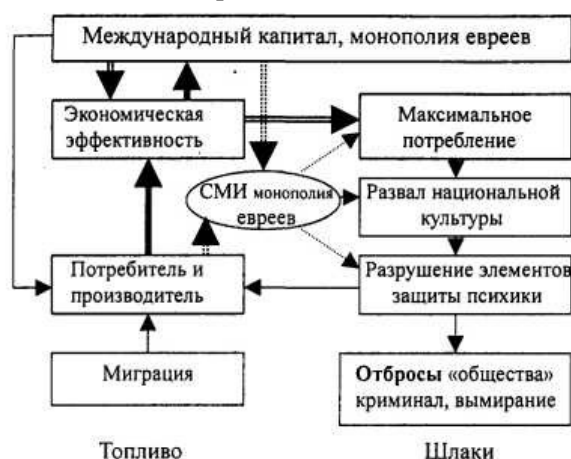 Международный капитал, монополия евреев
Экономическая
эффективность
Максимальное
потребление
СМИ монополия
евреев
Развал национальной
культуры
Потребитель и
производитель
Разрушение элементов
защиты психики
Миграция
Отбросы «общества»
криминал, вымирание
Топливо
Шлаки